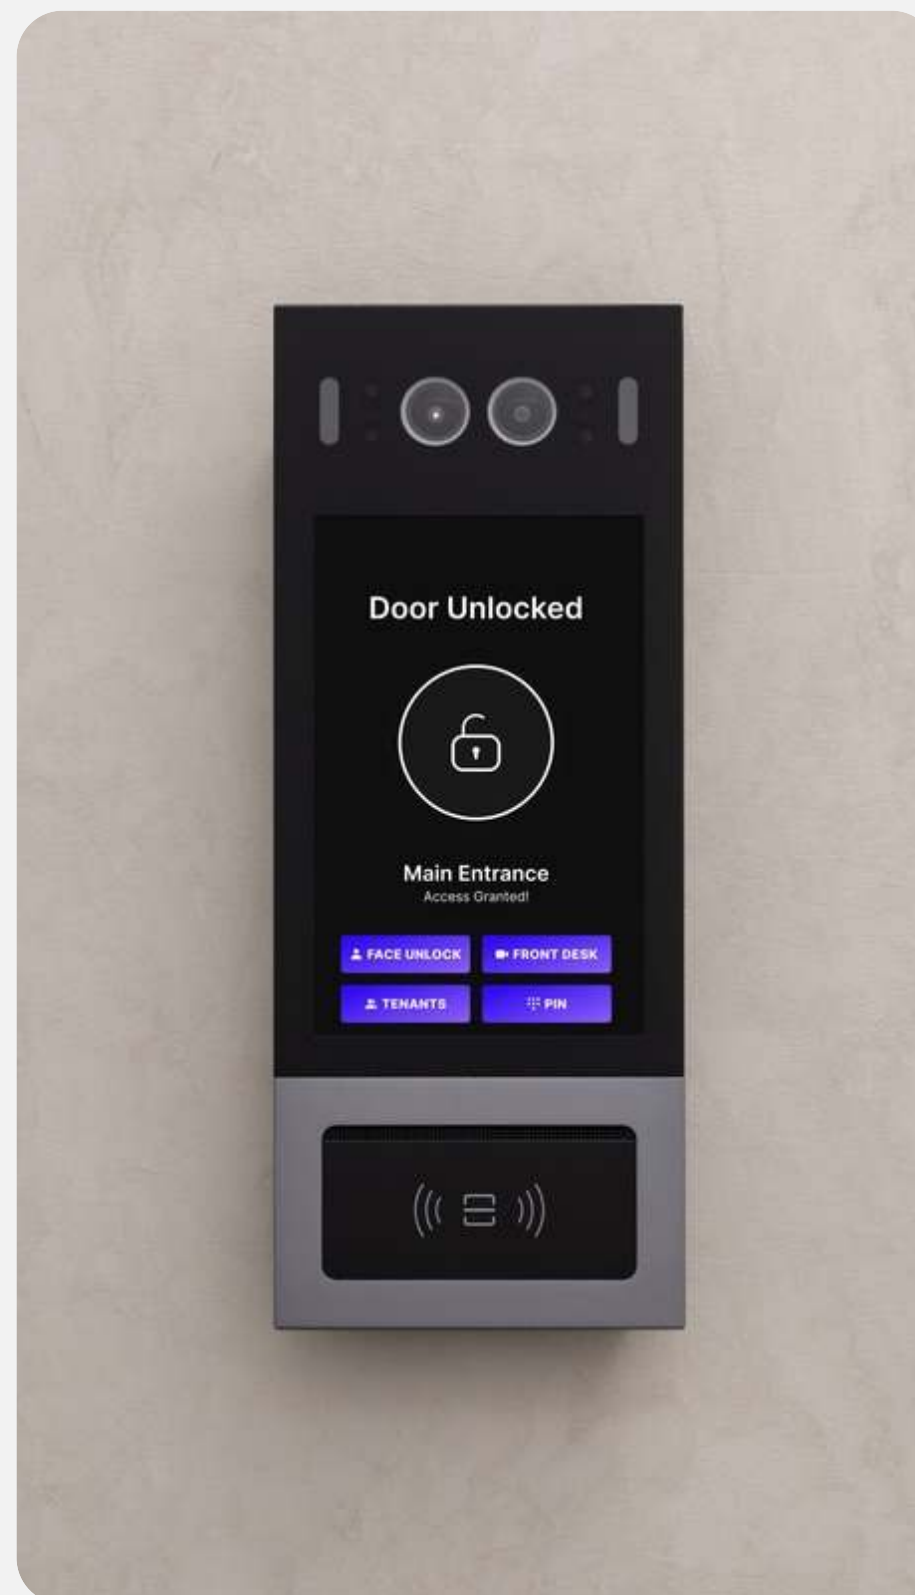 Door Unlocked
Main Entrance
Access Granted!
FACE UNLOCK
FRONT DESK
TENANTS
PIN